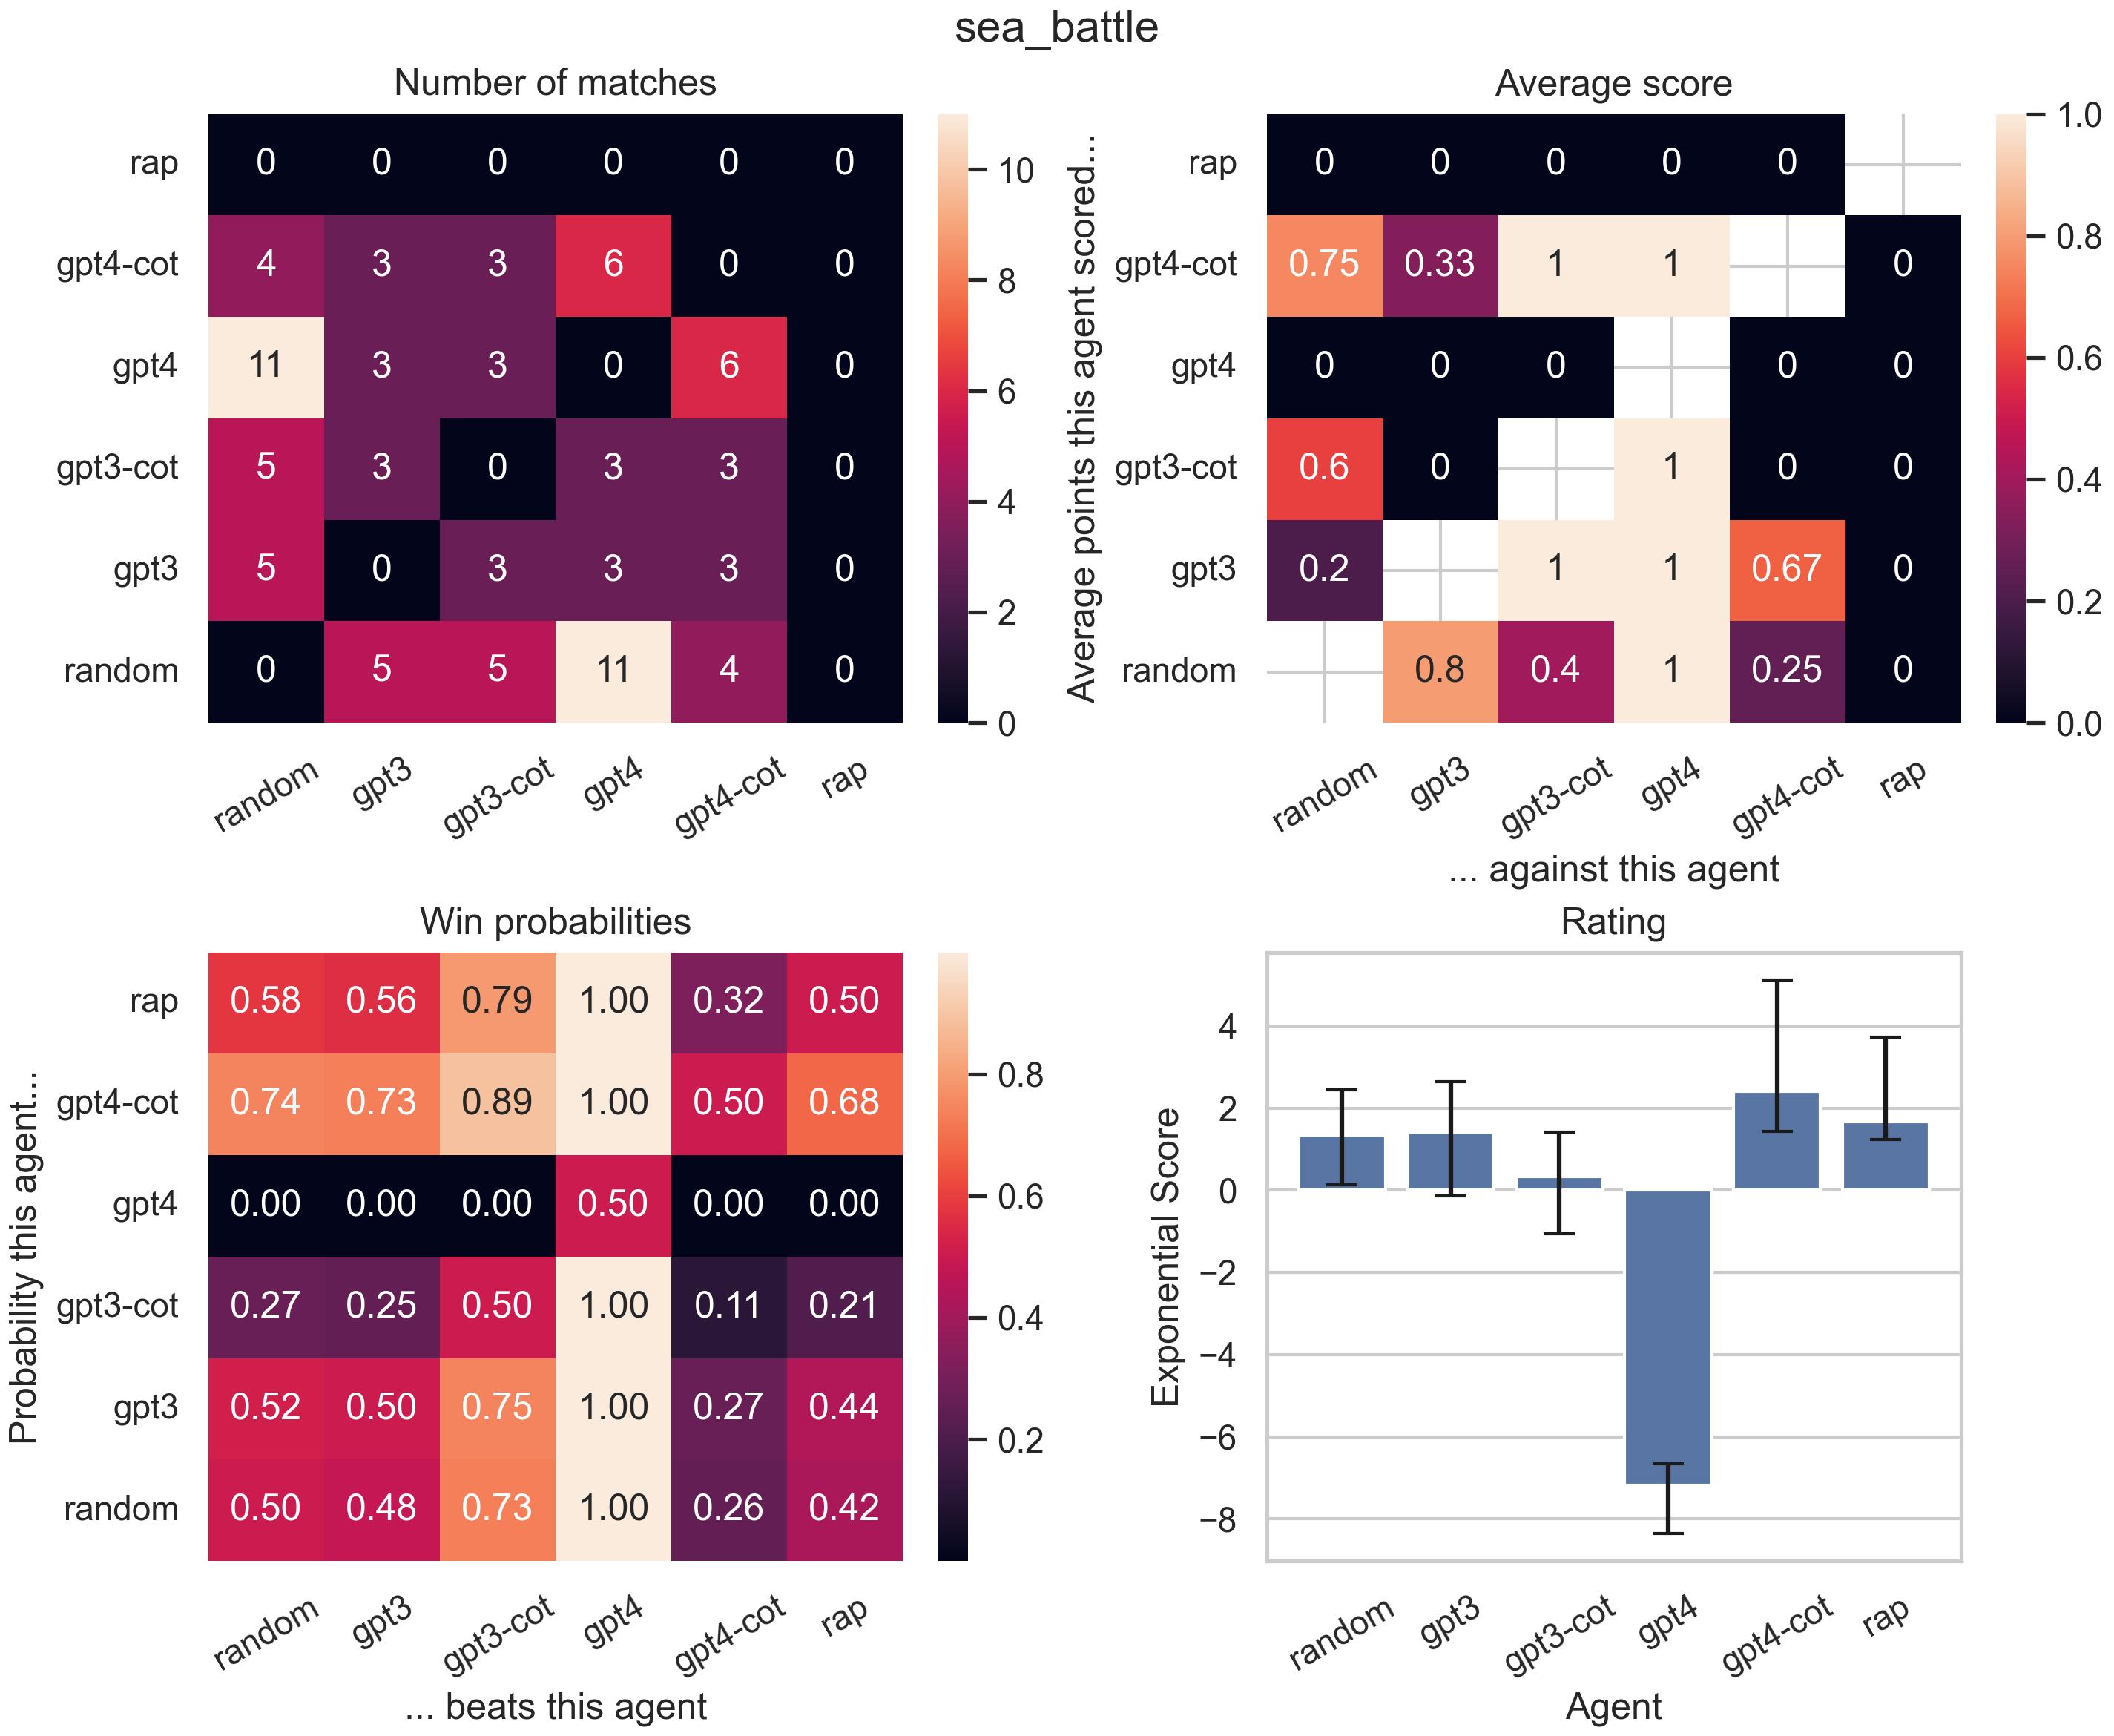 sea_battle
Number of matches
rap 0 0 0 0 0 0
gpt4-cot 4 3 3 6 0 0
gpt4 11 3 3 0 6 0
gpt3-cot 5 3 0 3 3 0
gpt3 5 0 3 3 3 0
random 0 5 5 11 4 0
random gpt3 gpt3-cot gpt4 gpt4-cot rap
10
8
6
4
2
0
Average score
Average points this agent scored...
rap 0 0 0 0 0
gpt4-cot 0.75 0.33 1 1 0
gpt4 0 0 0 0 0
gpt3-cot 0.6 0 1 0 0
gpt3 0.2 1 1 0.67 0
random 0.8 0.4 1 0.25 0
random gpt3 gpt3-cot gpt4 gpt4-cot rap
... against this agent
1.0
0.8
0.6
0.4
0.2
0.0
Win probabilities
Probability this agent...
rap 0.58 0.56 0.79 1.00 0.32 0.50
gpt4-cot 0.74 0.73 0.89 1.00 0.50 0.68
gpt4 0.00 0.00 0.00 0.50 0.00 0.00
gpt3-cot 0.27 0.25 0.50 1.00 0.11 0.21
gpt3 0.52 0.50 0.75 1.00 0.27 0.44
random 0.50 0.48 0.73 1.00 0.26 0.42
random gpt3 gpt3-cot gpt4 gpt4-cot rap
... beats this agent
0.8
0.6
0.4
0.2
Rating
Exponential Score
4
2
0
−2
−4
−6
−8
random gpt3 gpt3-cot gpt4 gpt4-cot rap
Agent